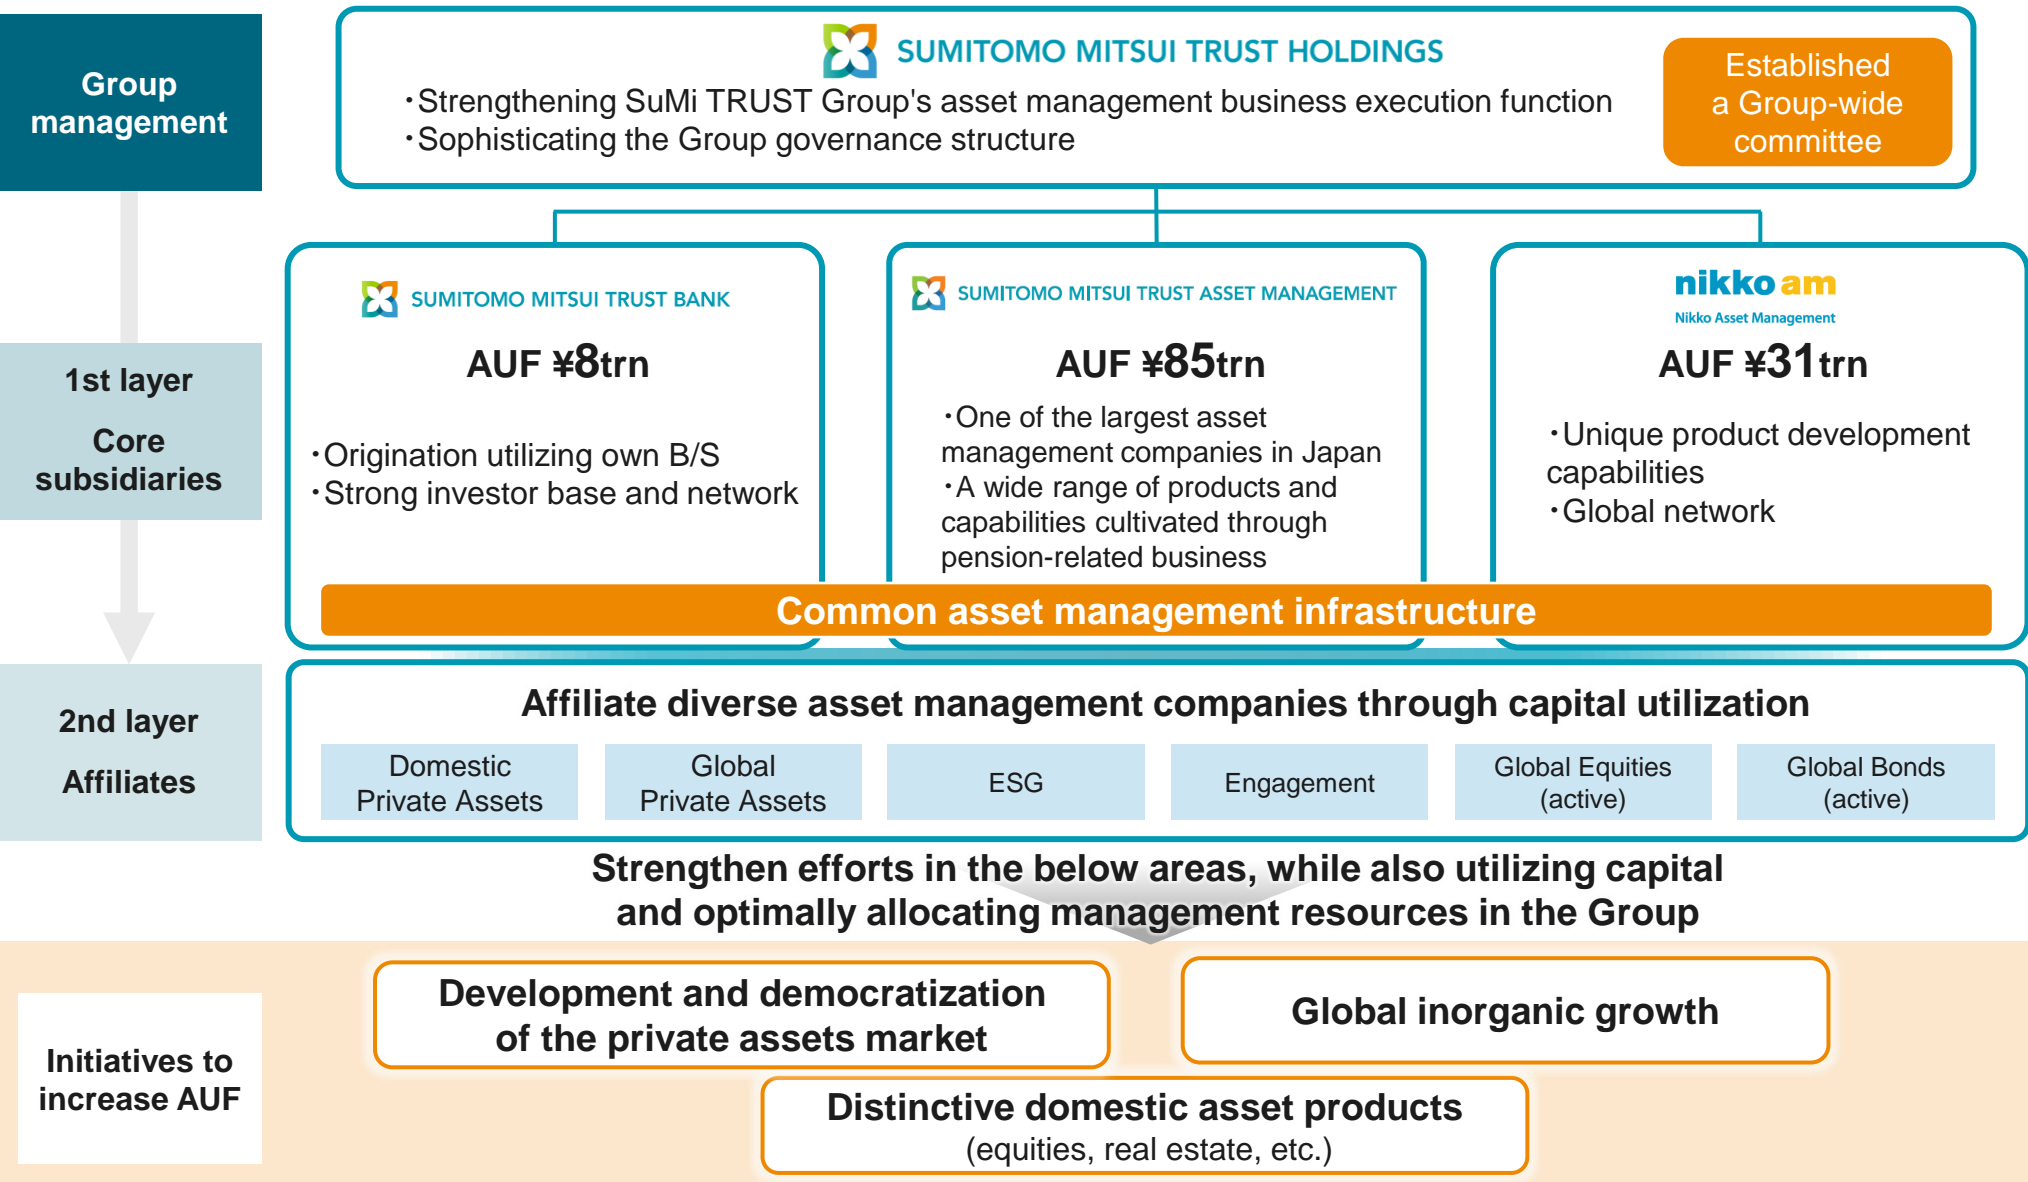 Group
management
SUMITOMO MITSUI TRUST HOLDINGS
・Strengthening SuMi TRUST Group's asset management business execution function
・Sophisticating the Group governance structure
Established
a Group-wide
committee
1st layer
Core
subsidiaries
SUMITOMO MITSUI TRUST BANK
AUF ¥8trn
・Origination utilizing own B/S
・Strong investor base and network
SUMITOMO MITSUI TRUST ASSET MANAGEMENT
AUF ¥85trn
・One of the largest asset
management companies in Japan
・A wide range of products and
capabilities cultivated through
pension-related business
nikko am
Nikko Asset Management
AUF ¥31trn
・Unique product development
capabilities
・Global network
Common asset management infrastructure
2nd layer
Affiliates
Affiliate diverse asset management companies through capital utilization
Domestic
Private Assets
Global
Private Assets
ESG
Engagement
Global Equities
(active)
Global Bonds
(active)
Strengthen efforts in the below areas, while also utilizing capital
and optimally allocating management resources in the Group
Initiatives to
increase AUF
Development and democratization
of the private assets market
Global inorganic growth
Distinctive domestic asset products
(equities, real estate, etc.)